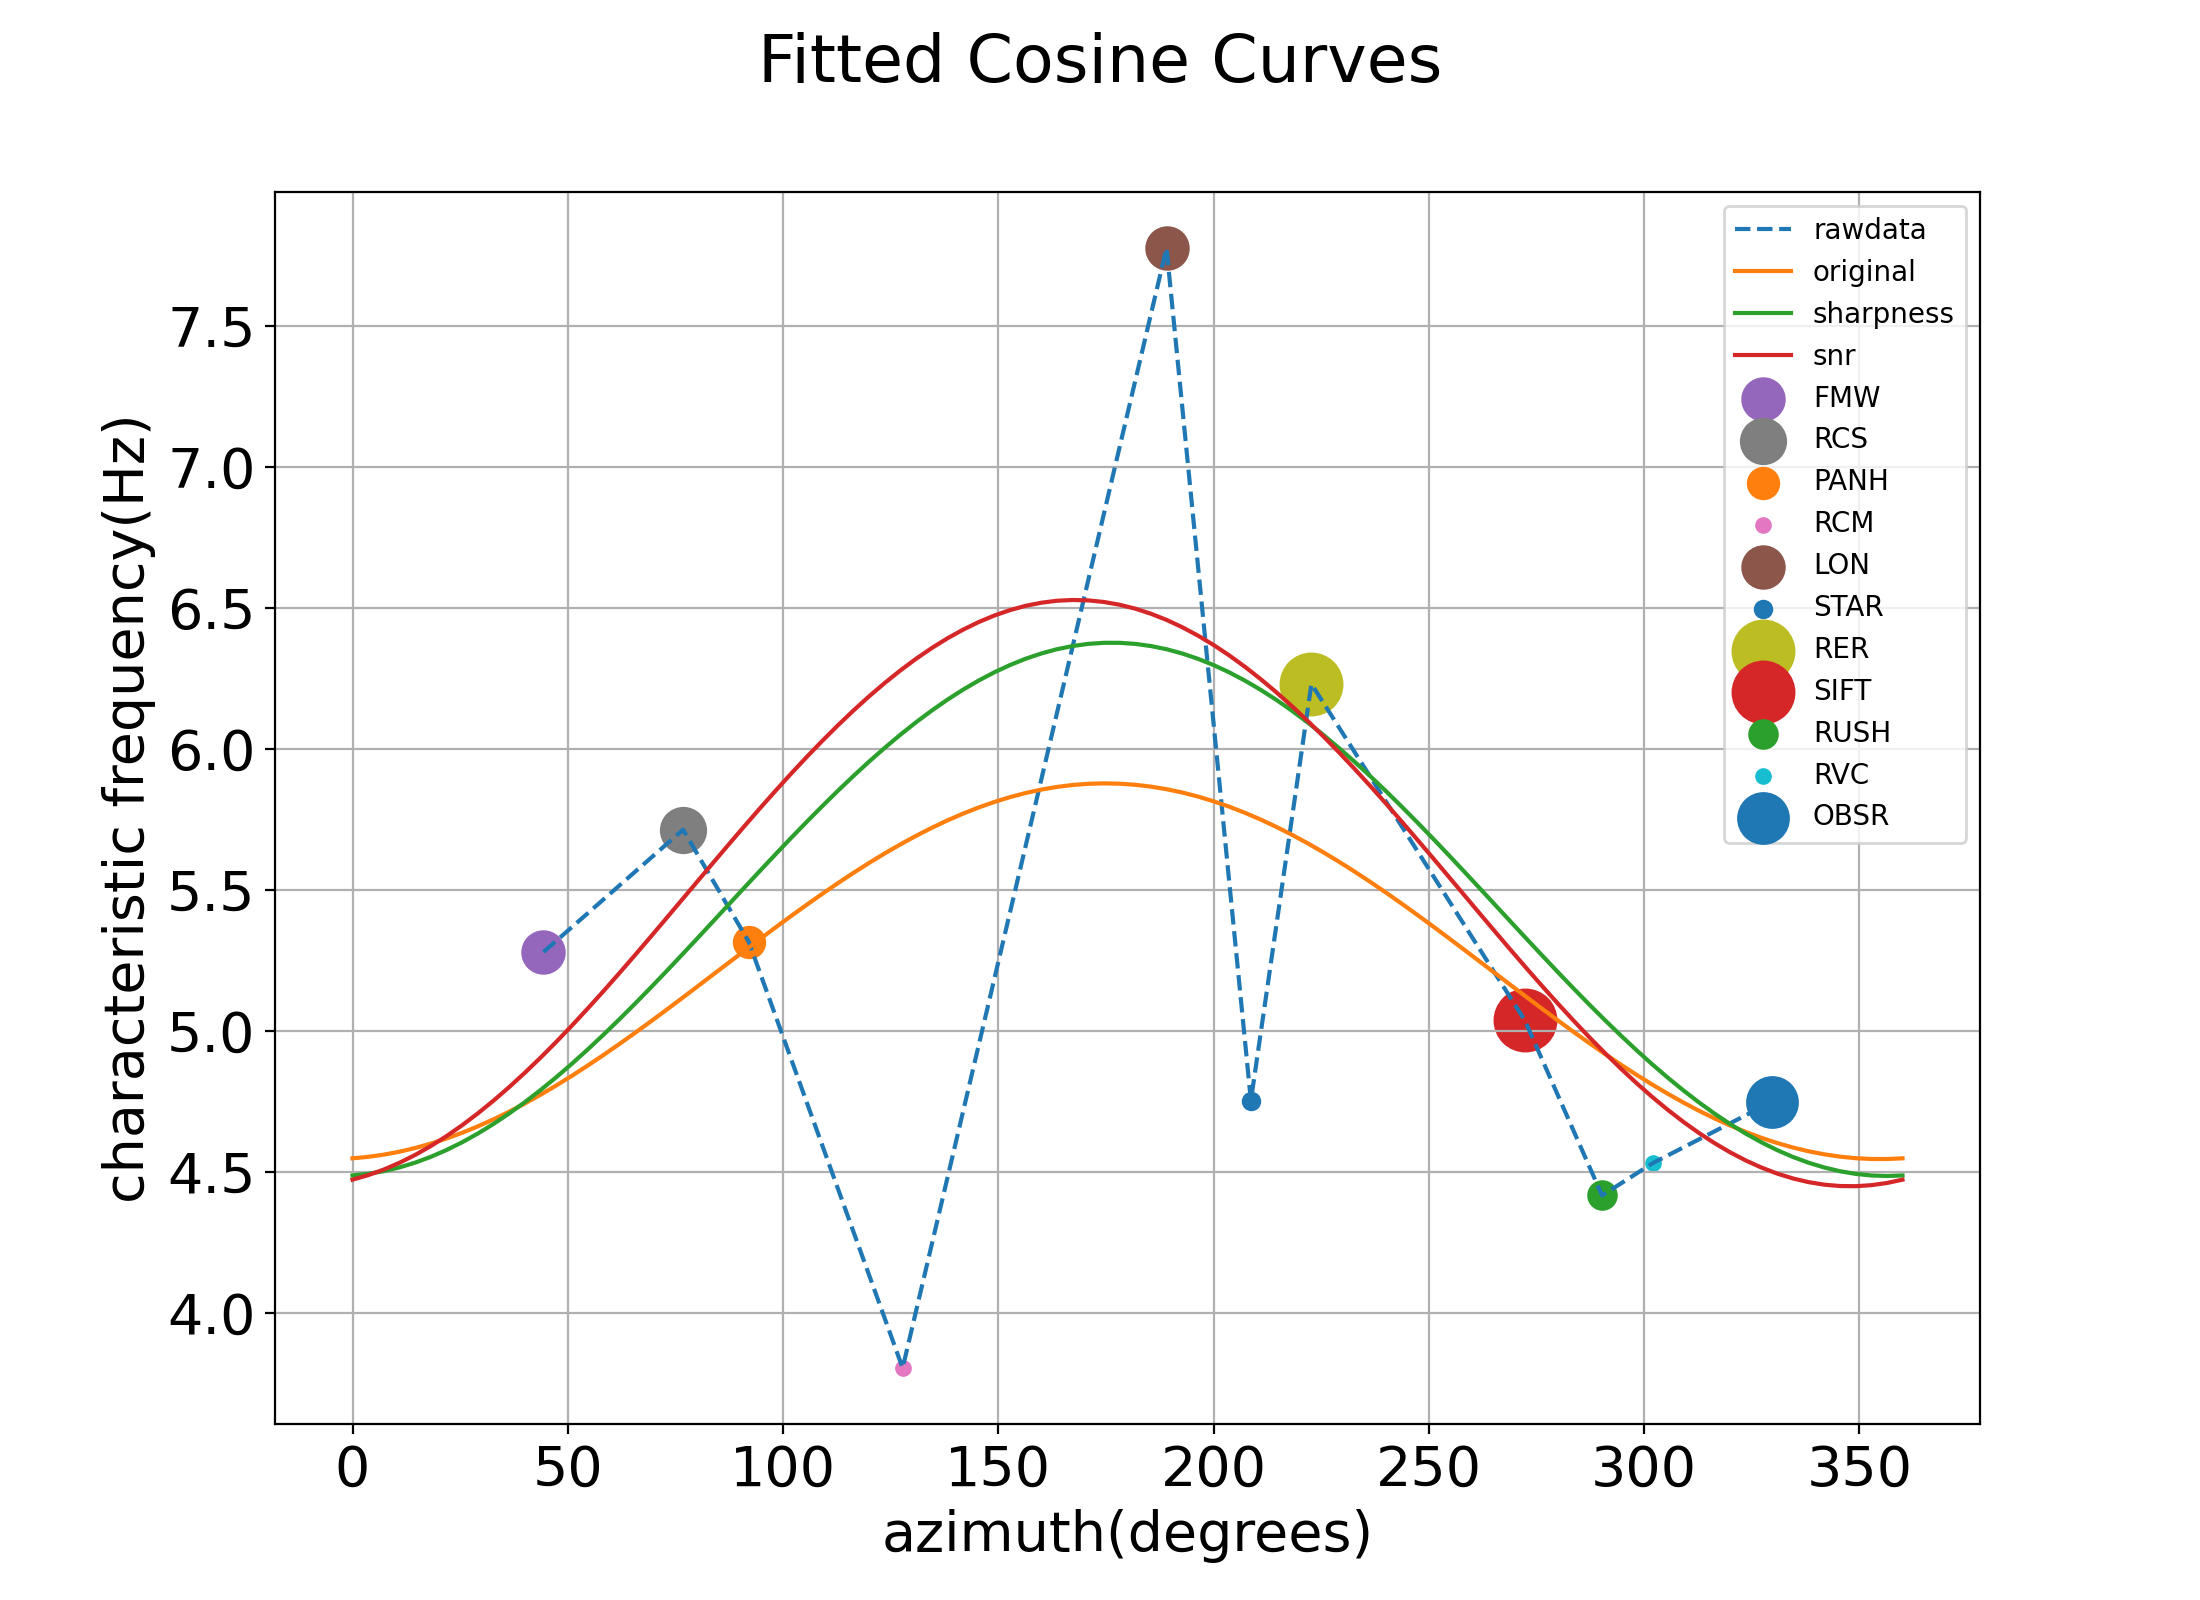 Fitted Cosine Curves
characteristic frequency(Hz)
7.5
7.0
6.5
6.0
5.5
5.0
4.5
4.0
rawdata
original
sharpness
snr
FMW
RCS
PANH
RCM
LON
STAR
RER
SIFT
RUSH
RVC
OBSR
0 50 100 150 200 250 300 350
azimuth(degrees)